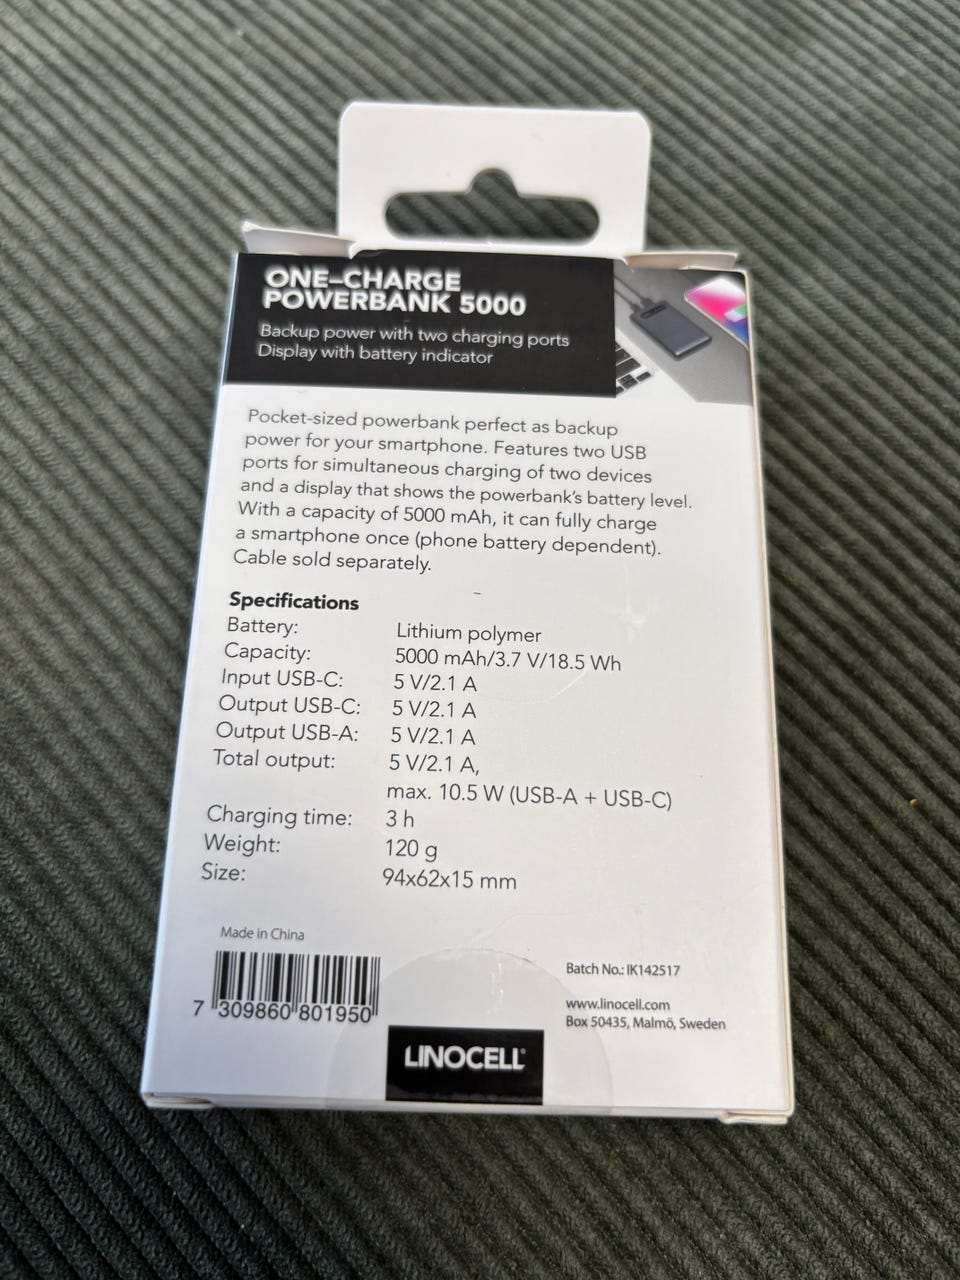 ONE–CHARGE
POWERBANK 5000
Backup power with two charging ports
Display with battery indicator
Pocket-sized powerbank perfect as backup
power for your smartphone. Features two USB
ports for simultaneous charging of two devices
and a display that shows the powerbank's battery level.
With a capacity of 5000 mAh, it can fully charge
a smartphone once (phone battery dependent).
Cable sold separately.
Specifications
Battery: Lithium polymer
Capacity: 5000 mAh/3.7 V/18.5 Wh
Input USB-C: 5 V/2.1 A
Output USB-C: 5 V/2.1 A
Output USB-A: 5 V/2.1 A
Total output: 5 V/2.1 A,
max. 10.5 W (USB-A + USB-C)
Charging time: 3 h
Weight: 120 g
Size: 94x62x15 mm
Made in China
7 309860 801950
Batch No.: IK142517
www.linocell.com
Box 50435, Malmö, Sweden
LINOCELL®